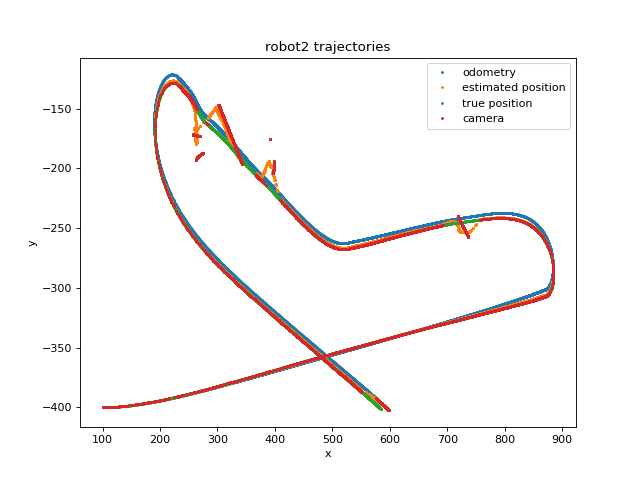 robot2 trajectories
odometry
estimated position
true position
camera
−150
−200
−250
−300
−350
−400
y
100 200 300 400 500 600 700 800 900
x